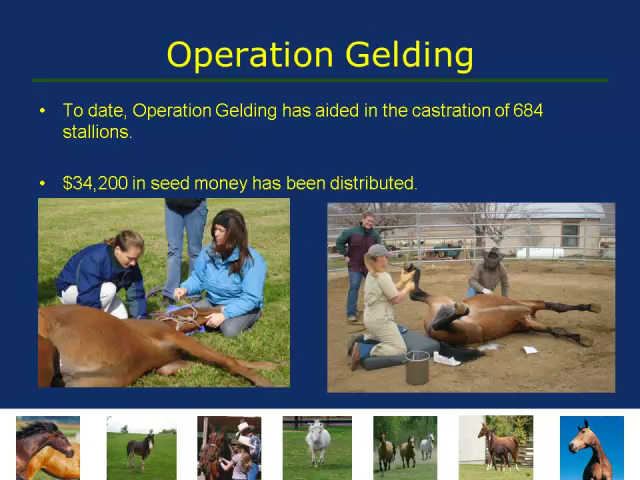 Operation Gelding
• To date, Operation Gelding has aided in the castration of 684
stallions.
• $34,200 in seed money has been distributed.